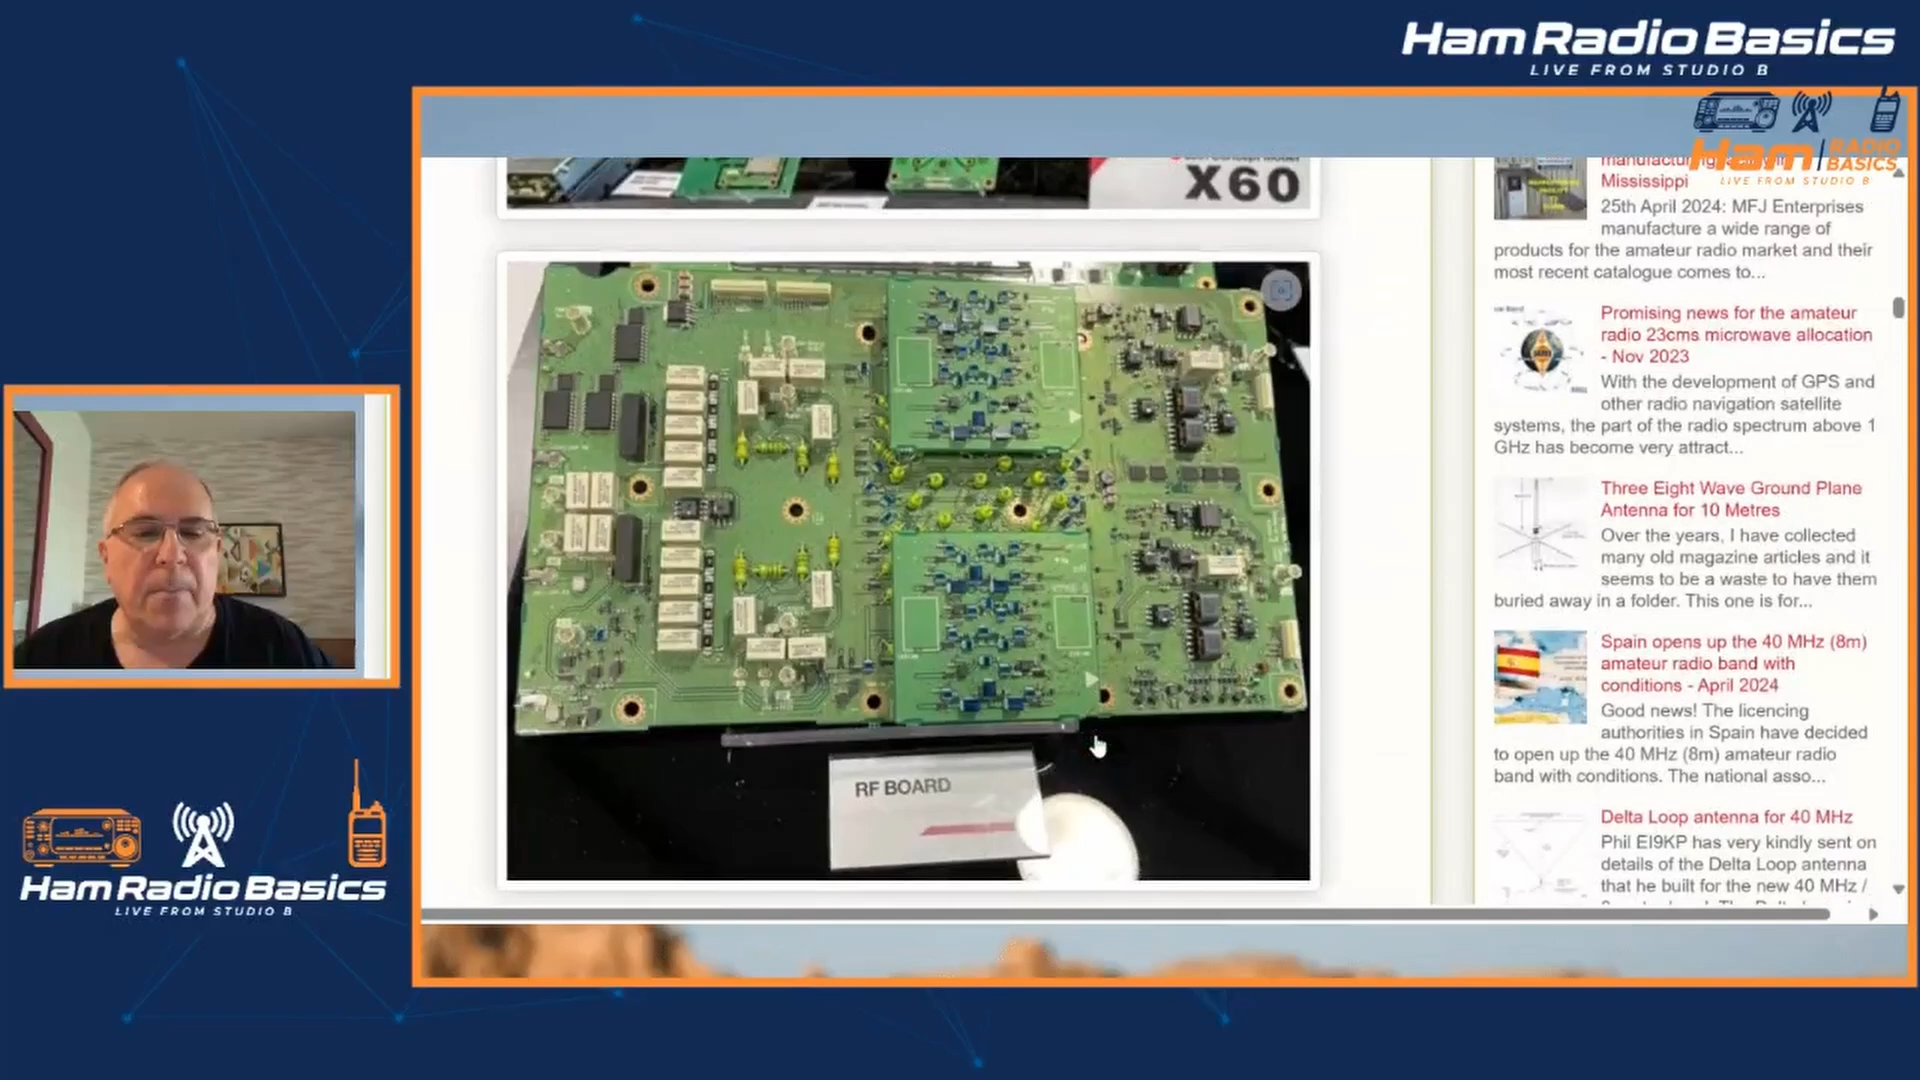 Ham Radio Basics
LIVE FROM STUDIO B
Ham RADIO
BASICS
LIVE FROM STUDIO B
X60
RF BOARD
Mississippi
25th April 2024: MFJ Enterprises
manufacture a wide range of
products for the amateur radio market and their
most recent catalogue comes to...
Promising news for the amateur
radio 23cms microwave allocation
- Nov 2023
With the development of GPS and
other radio navigation satellite
systems, the part of the radio spectrum above 1
GHz has become very attract...
Three Eight Wave Ground Plane
Antenna for 10 Metres
Over the years, I have collected
many old magazine articles and it
seems to be a waste to have them
buried away in a folder. This one is for...
Spain opens up the 40 MHz (8m)
amateur radio band with
conditions - April 2024
Good news! The licencing
authorities in Spain have decided
to open up the 40 MHz (8m) amateur radio
band with conditions. The national asso...
Delta Loop antenna for 40 MHz
Phil EI9KP has very kindly sent on
details of the Delta Loop antenna
that he built for the new 40 MHz /
Ham Radio Basics
LIVE FROM STUDIO B